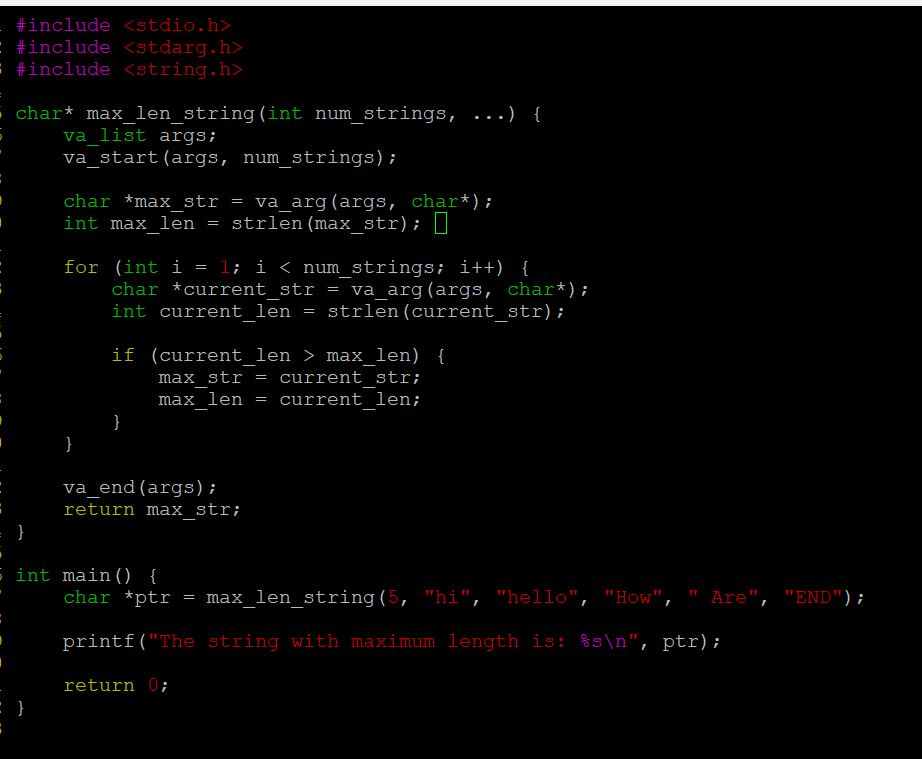 #include <stdio.h>
#include <stdarg.h>
#include <string.h>
char* max_len_string(int num_strings, ...) {
    va_list args;
    va_start(args, num_strings);
    char *max_str = va_arg(args, char*);
    int max_len = strlen(max_str);
    for (int i = 1; i < num_strings; i++) {
        char *current_str = va_arg(args, char*);
        int current_len = strlen(current_str);
        if (current_len > max_len) {
            max_str = current_str;
            max_len = current_len;
        }
    }
    va_end(args);
    return max_str;
}
int main() {
    char *ptr = max_len_string(5, "hi", "hello", "How", " Are", "END");
    printf("The string with maximum length is: %s\n", ptr);
    return 0;
}